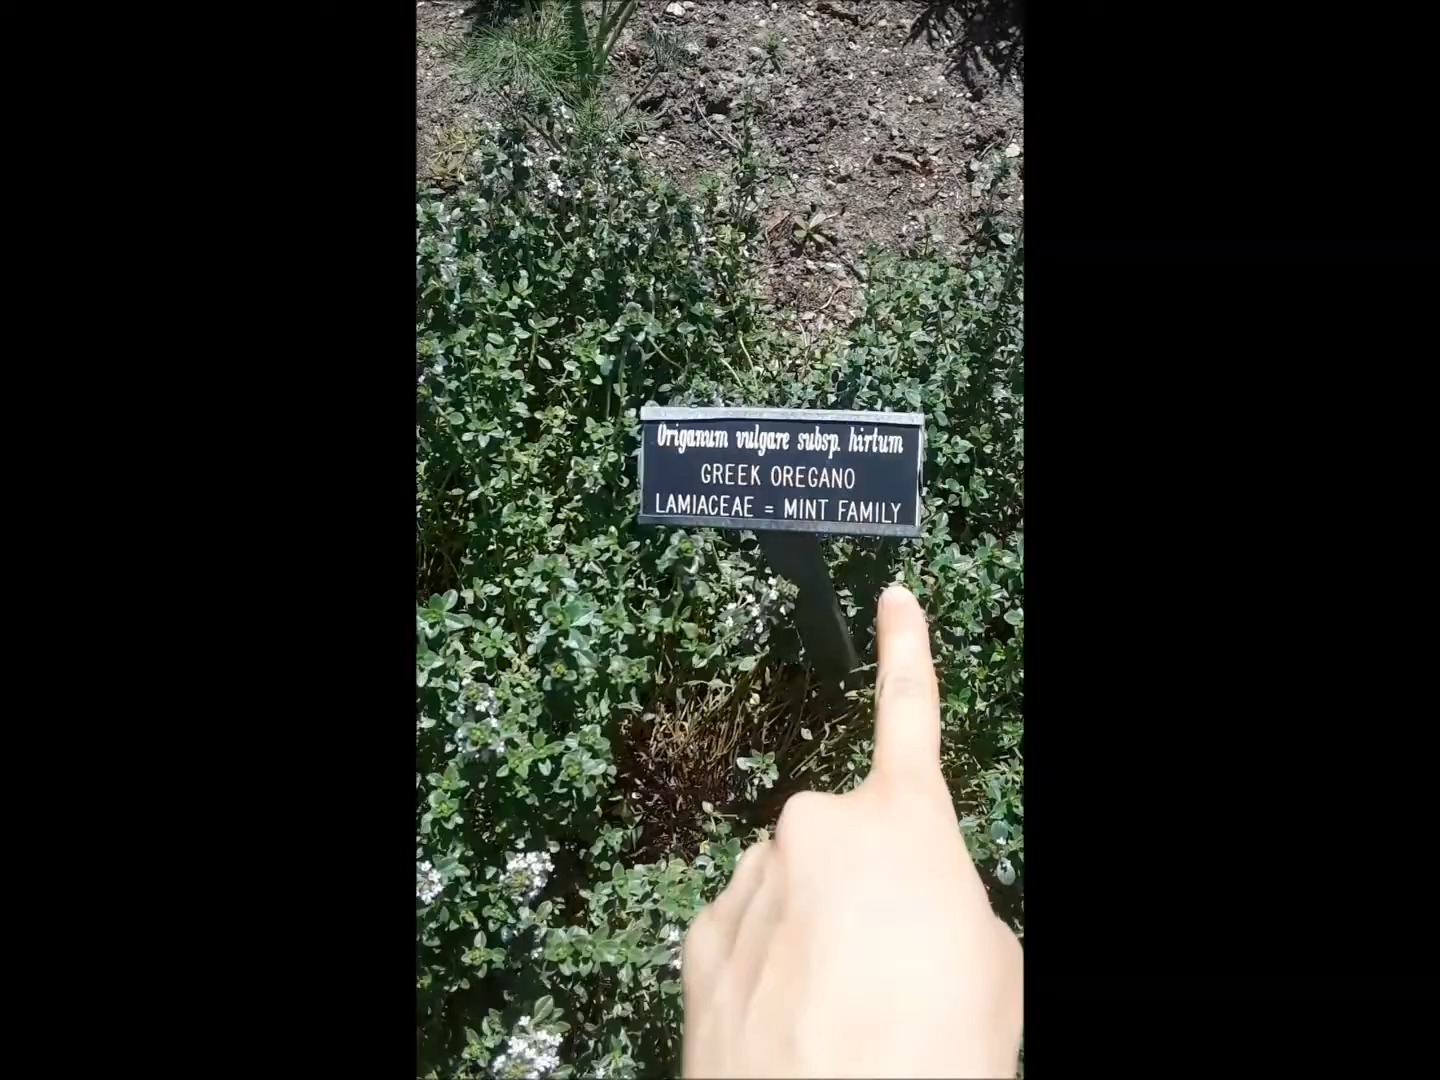 Origanum vulgare subsp. hirtum
GREEK OREGANO
LAMIACEAE = MINT FAMILY